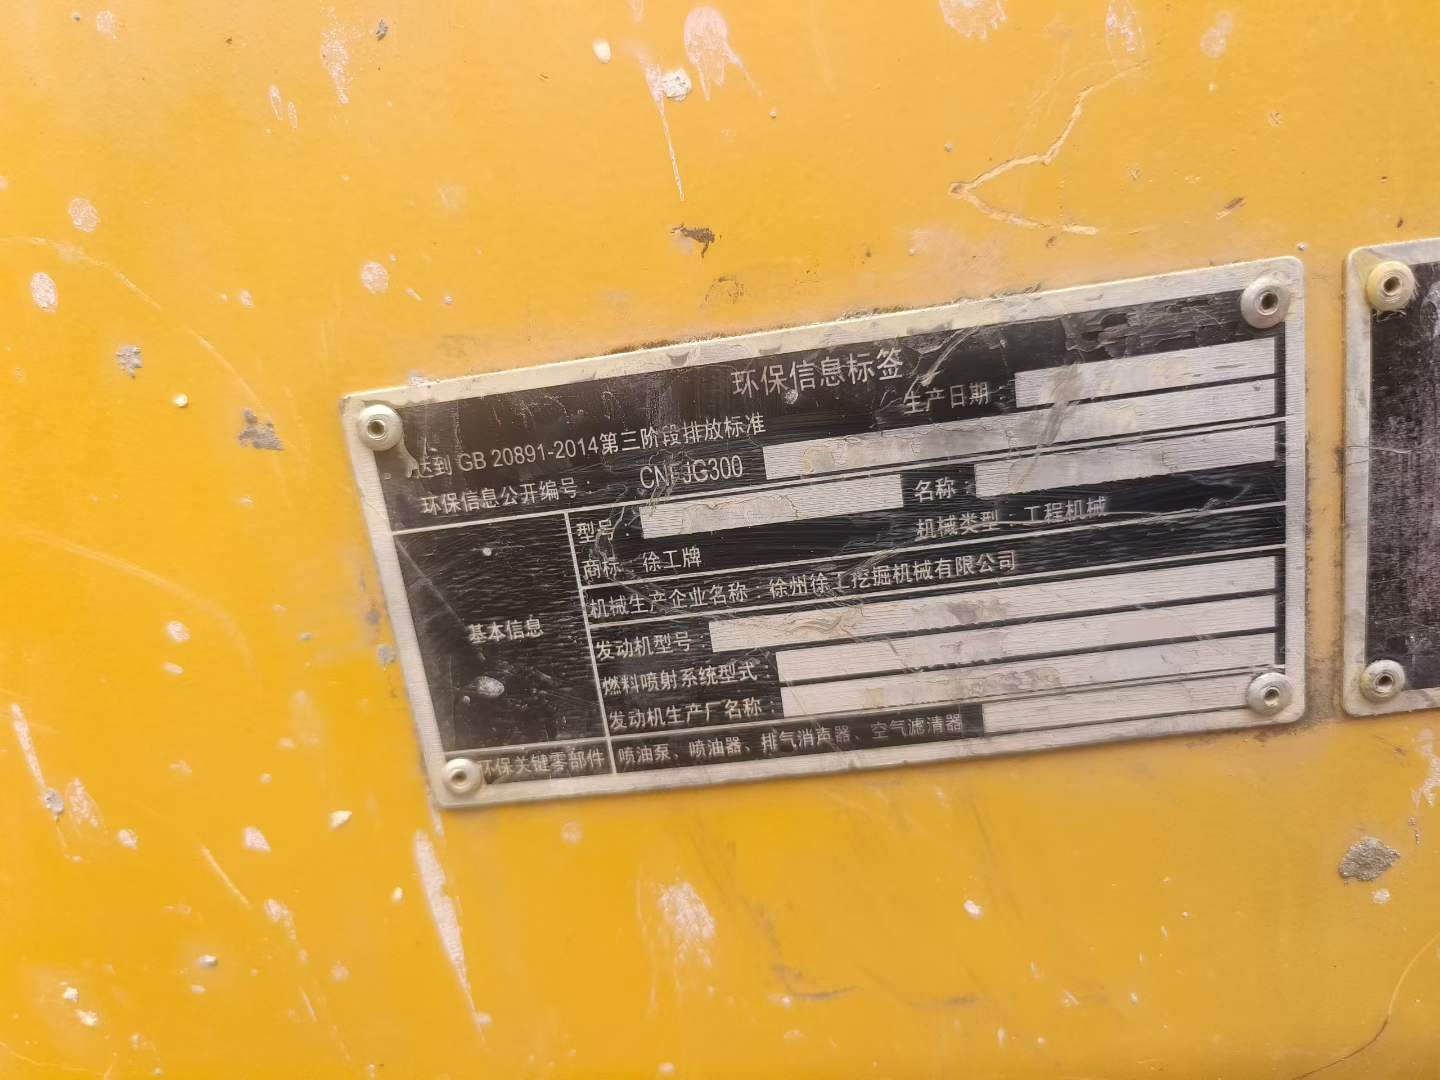 环保信息标签
生产日期:
达到 GB 20891-2014第三阶段排放标准
环保信息公开编号: CN FJG300
型号: 名称:
商标: 徐工牌 机械类型:工程机械
机械生产企业名称:徐州徐工挖掘机械有限公司
基本信息
发动机型号:
燃料喷射系统型式:
发动机生产厂名称:
环保关键零部件 喷油泵、喷油器、排气消声器、空气滤清器